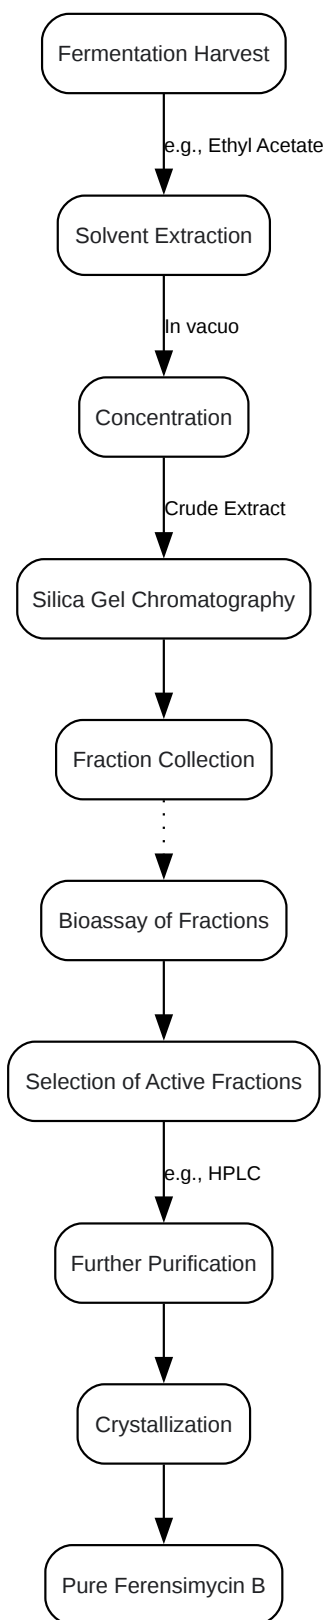 Fermentation Harvest
e.g., Ethyl Acetate
Solvent Extraction
In vacuo
Concentration
Crude Extract
Silica Gel Chromatography
Fraction Collection
Bioassay of Fractions
Selection of Active Fractions
e.g., HPLC
Further Purification
Crystallization
Pure Ferensimycin B